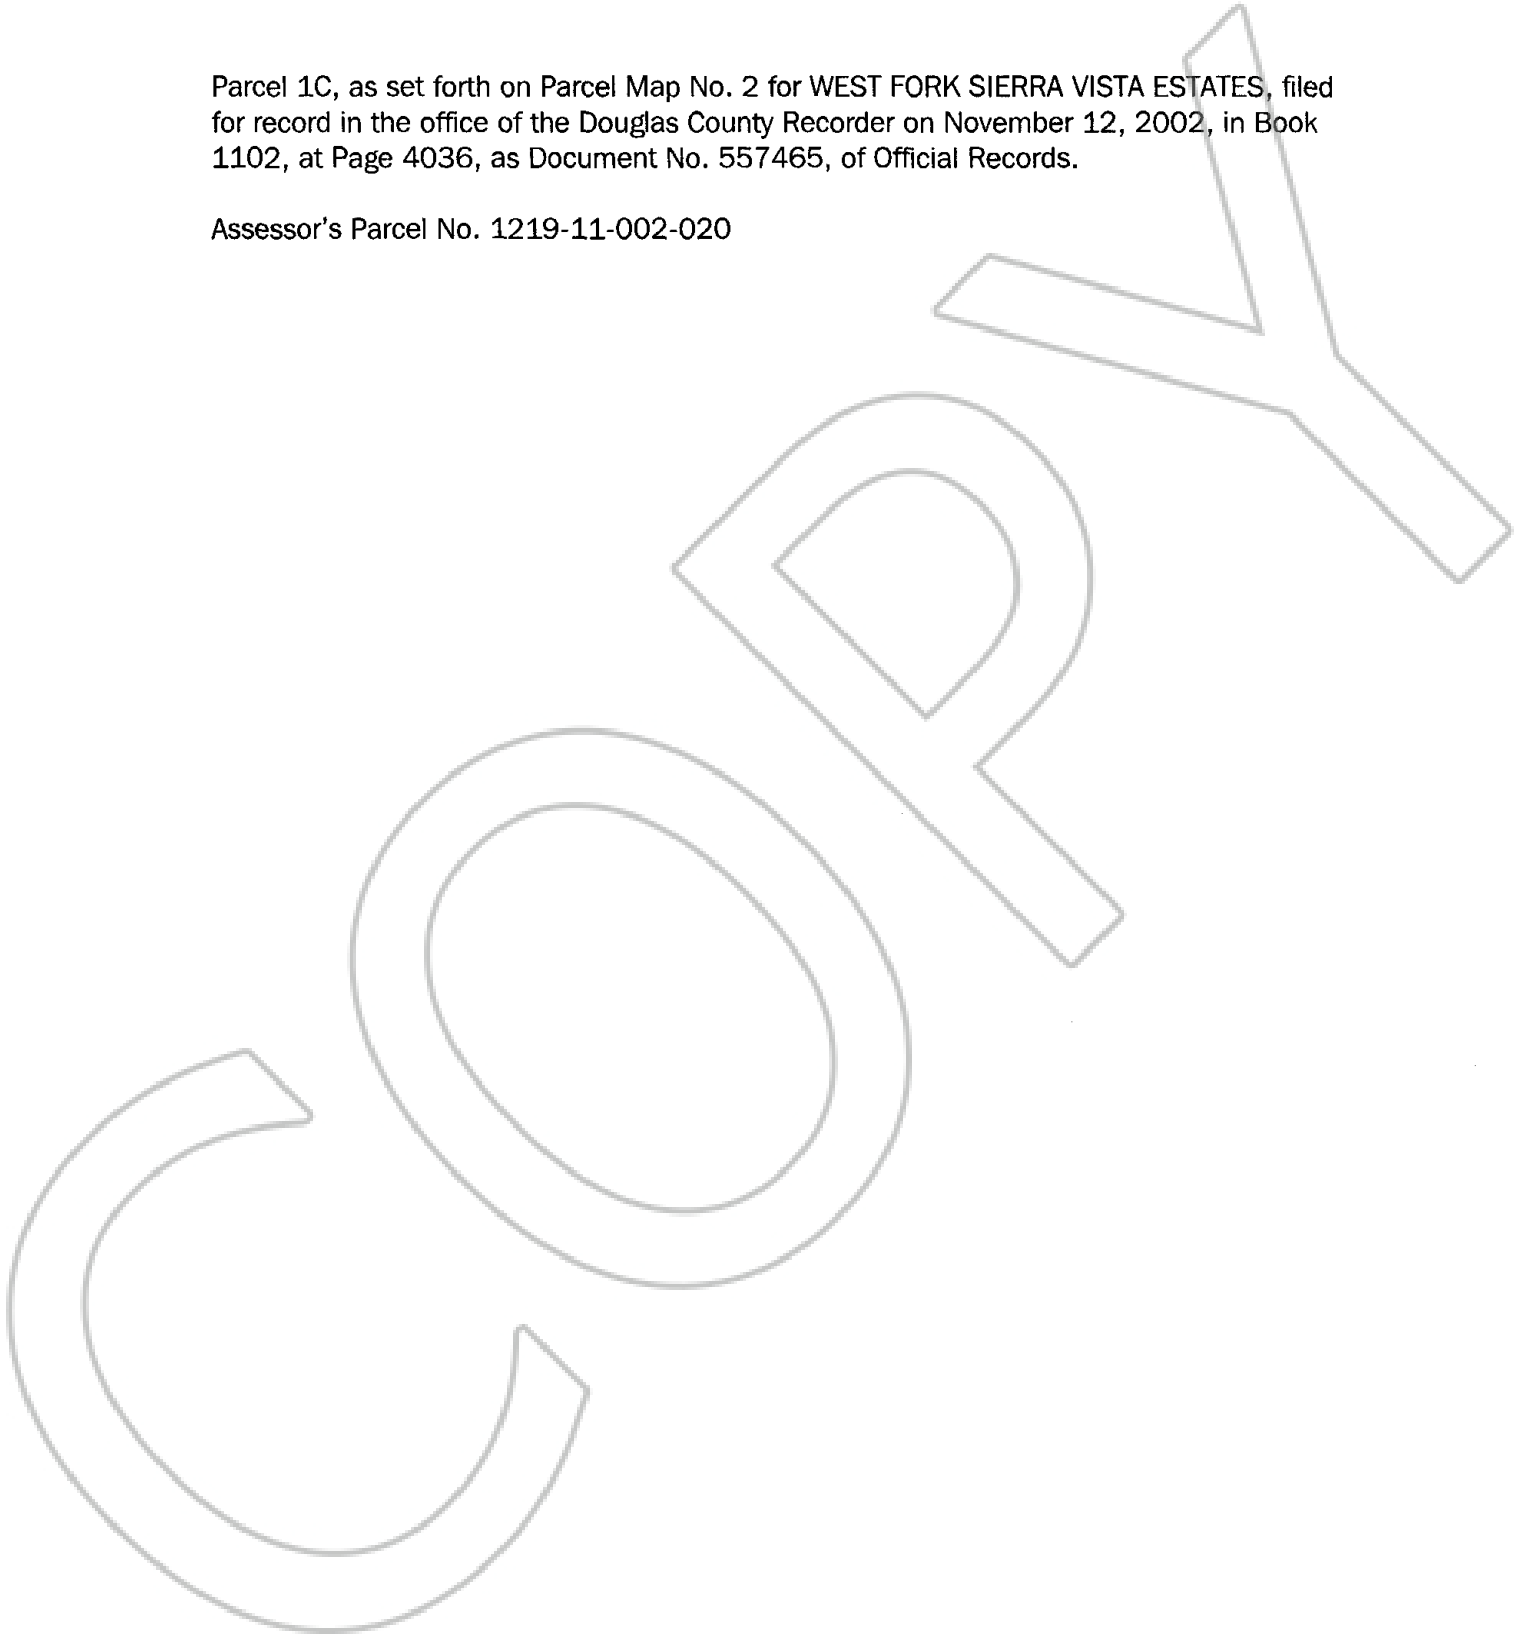 Parcel 1C, as set forth on Parcel Map No. 2 for WEST FORK SIERRA VISTA ESTATES, filed
for record in the office of the Douglas County Recorder on November 12, 2002, in Book
1102, at Page 4036, as Document No. 557465, of Official Records.
Assessor's Parcel No. 1219-11-002-020
COPY